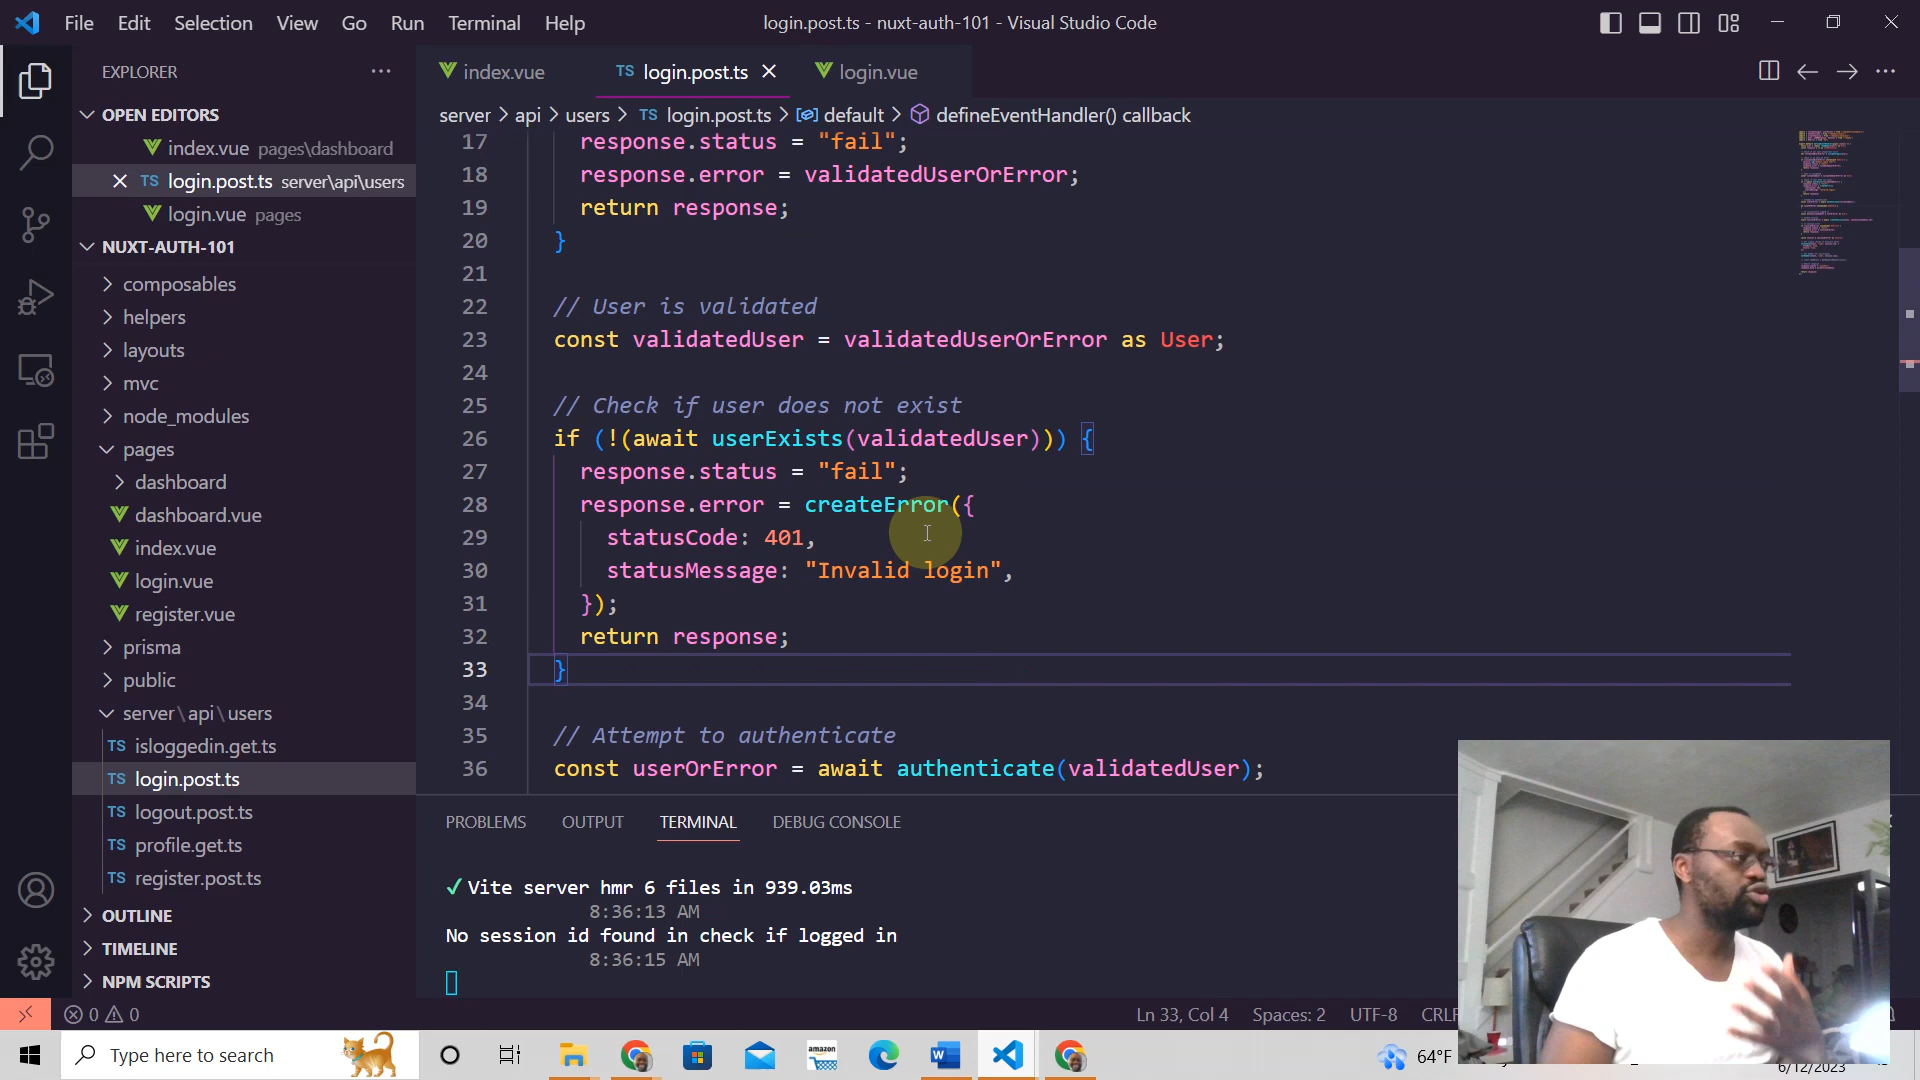 File Edit Selection View Go Run Terminal Help
login.post.ts - nuxt-auth-101 - Visual Studio Code
EXPLORER
OPEN EDITORS
index.vue pages\dashboard
login.post.ts server\api\users
login.vue pages
NUXT-AUTH-101
composables
helpers
layouts
mvc
node_modules
pages
dashboard
dashboard.vue
index.vue
login.vue
register.vue
prisma
public
server\api\users
TS isloggedin.get.ts
TS login.post.ts
TS logout.post.ts
TS profile.get.ts
TS register.post.ts
OUTLINE
TIMELINE
NPM SCRIPTS
index.vue TS login.post.ts login.vue
server > api > users > TS login.post.ts > default > defineEventHandler() callback
17 response.status = "fail";
18 response.error = validatedUserOrError;
19 return response;
20 }
21
22 // User is validated
23 const validatedUser = validatedUserOrError as User;
24
25 // Check if user does not exist
26 if (!(await userExists(validatedUser))) {
27 response.status = "fail";
28 response.error = createError({
29 statusCode: 401,
30 statusMessage: "Invalid login",
31 });
32 return response;
33 }
34
35 // Attempt to authenticate
36 const userOrError = await authenticate(validatedUser);
PROBLEMS OUTPUT TERMINAL DEBUG CONSOLE
✓Vite server hmr 6 files in 939.03ms
8:36:13 AM
No session id found in check if logged in
8:36:15 AM
0 0
Ln 33, Col 4 Spaces: 2 UTF-8
Type here to search
amazon
64°F
6/12/2023